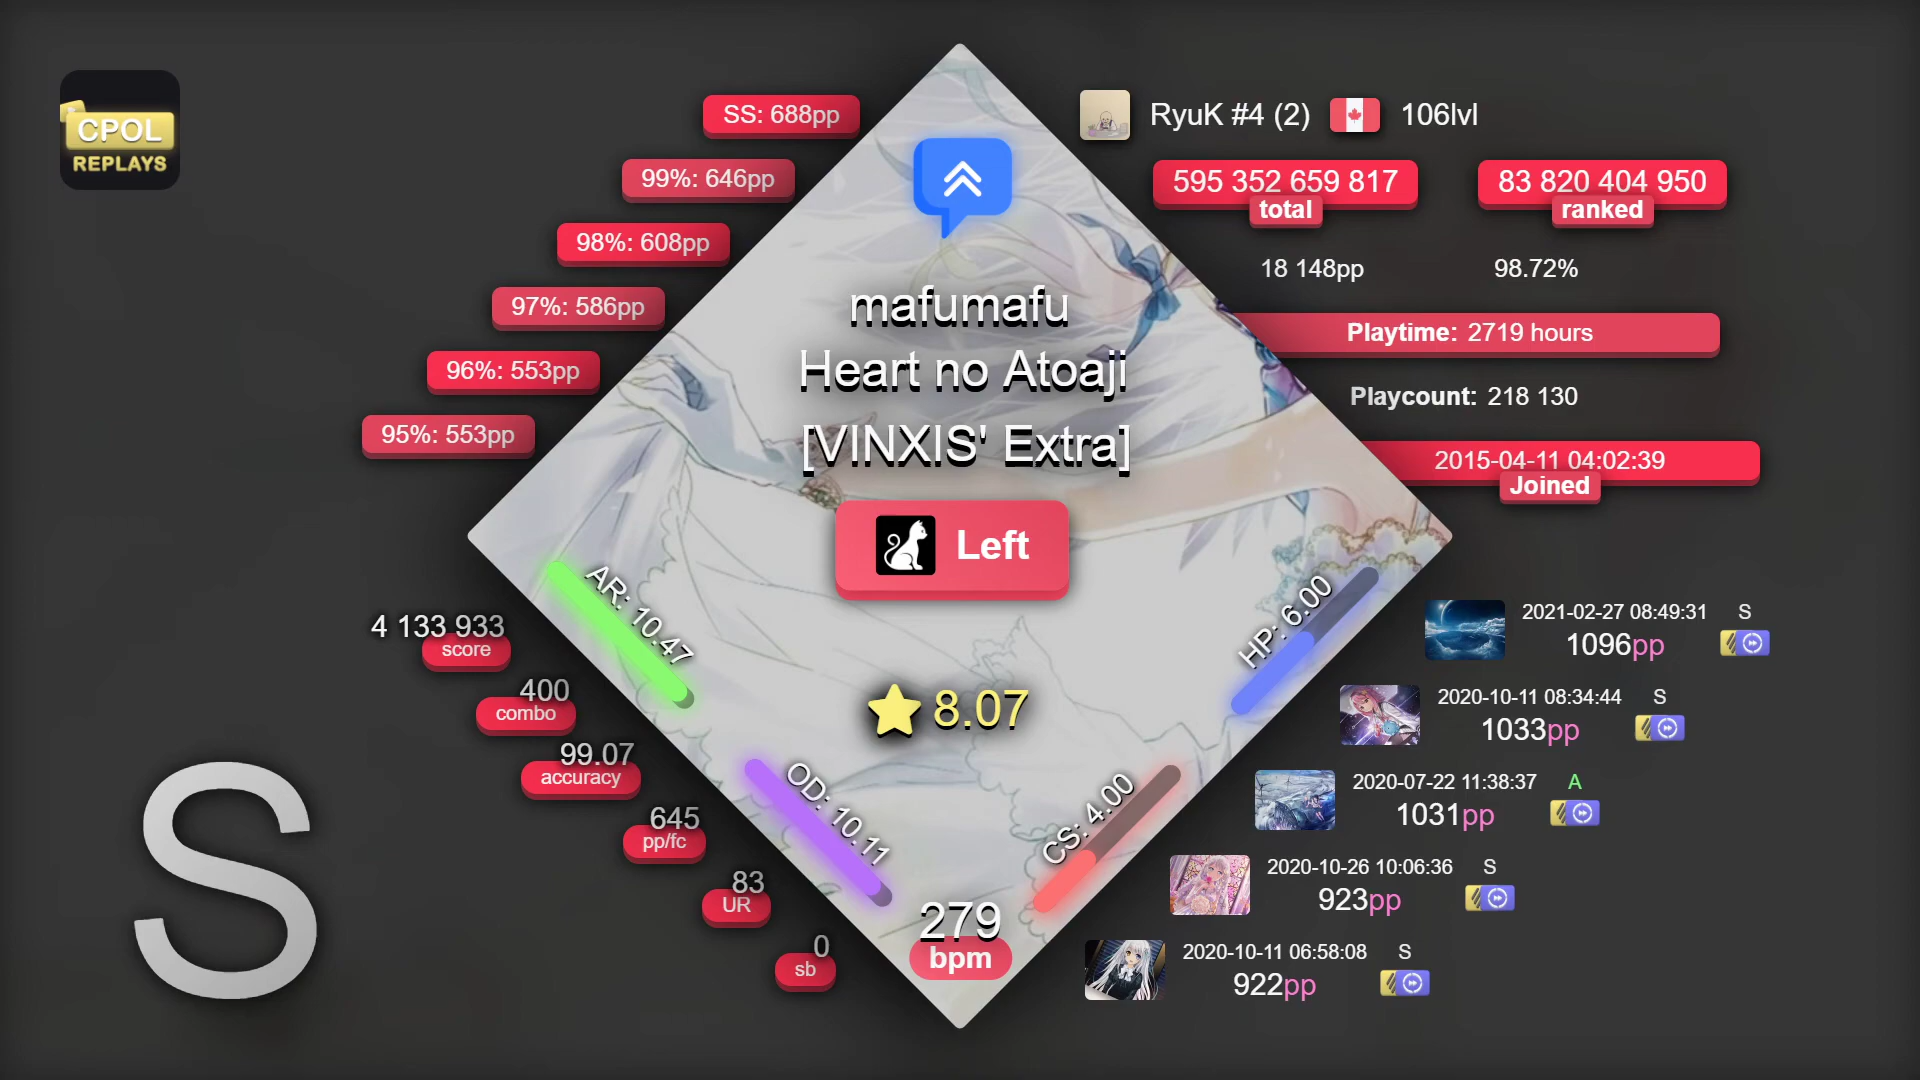 CPOL
REPLAYS
SS: 688pp
99%: 646pp
98%: 608pp
97%: 586pp
96%: 553pp
95%: 553pp
mafumafu
Heart no Atoaji
[VINXIS' Extra]
Left
8.07
AR: 10.47
OD: 10.11
HP: 6.00
CS: 4.00
279
bpm
4 133 933
score
400
combo
99.07
accuracy
645
pp/fc
83
UR
0
sb
S
RyuK #4 (2) 106lvl
595 352 659 817
total
83 820 404 950
ranked
18 148pp 98.72%
Playtime: 2719 hours
Playcount: 218 130
2015-04-11 04:02:39
Joined
2021-02-27 08:49:31 S
1096pp
2020-10-11 08:34:44 S
1033pp
2020-07-22 11:38:37 A
1031pp
2020-10-26 10:06:36 S
923pp
2020-10-11 06:58:08 S
922pp